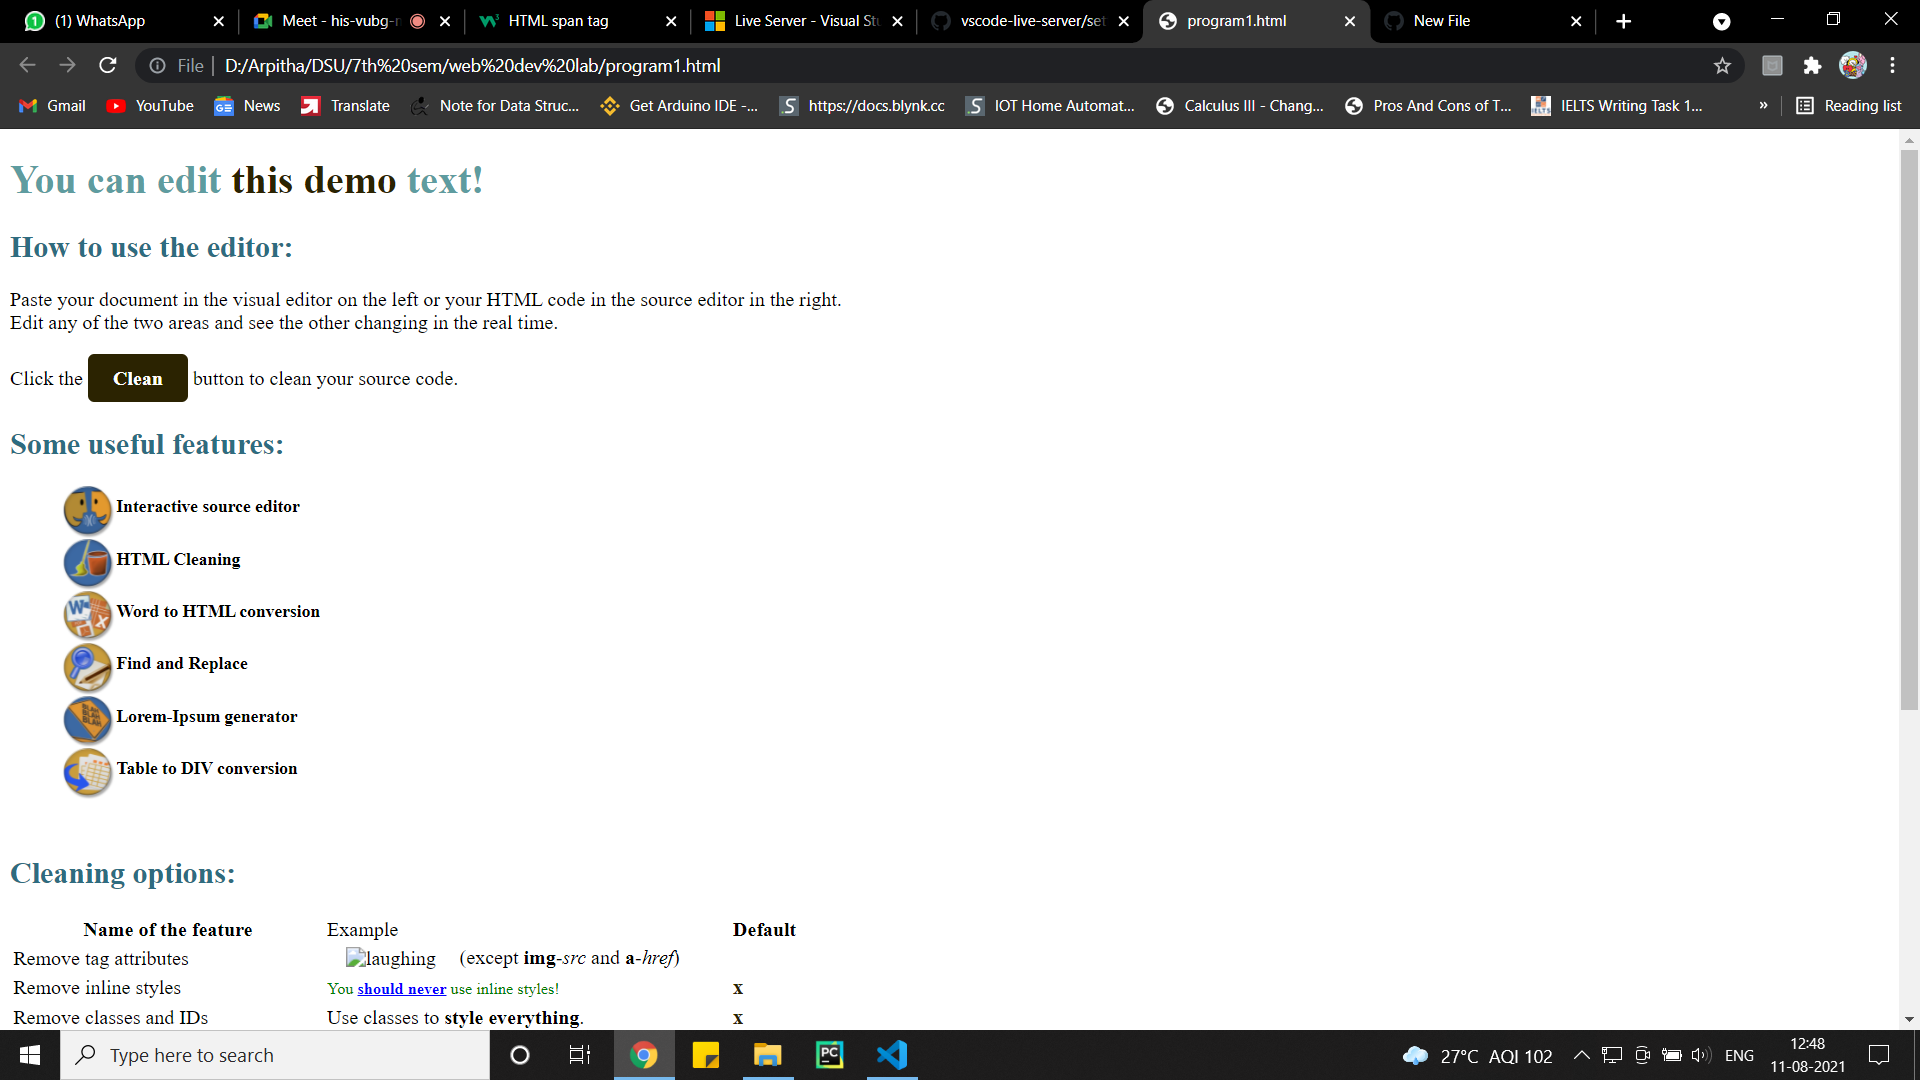 (1) WhatsApp
Meet - his-vubg-
HTML span tag
Live Server - Visual St
vscode-live-server/set
program1.html
New File
File
D:/Arpitha/DSU/7th%20sem/web%20dev%20lab/program1.html
Gmail
YouTube
News
Translate
Note for Data Struc...
Get Arduino IDE -...
https://docs.blynk.cc
IOT Home Automat...
Calculus III - Chang...
Pros And Cons of T...
IELTS Writing Task 1...
»
Reading list
You can edit this demo text!
How to use the editor:
Paste your document in the visual editor on the left or your HTML code in the source editor in the right.
Edit any of the two areas and see the other changing in the real time.
Click the Clean button to clean your source code.
Some useful features:
Interactive source editor
HTML Cleaning
Word to HTML conversion
Find and Replace
Lorem-Ipsum generator
Table to DIV conversion
Cleaning options:
Name of the feature Example Default
Remove tag attributes laughing (except img-src and a-href)
Remove inline styles You should never use inline styles! x
Remove classes and IDs Use classes to style everything. x
Type here to search
27°C AQI 102
ENG
12:48
11-08-2021